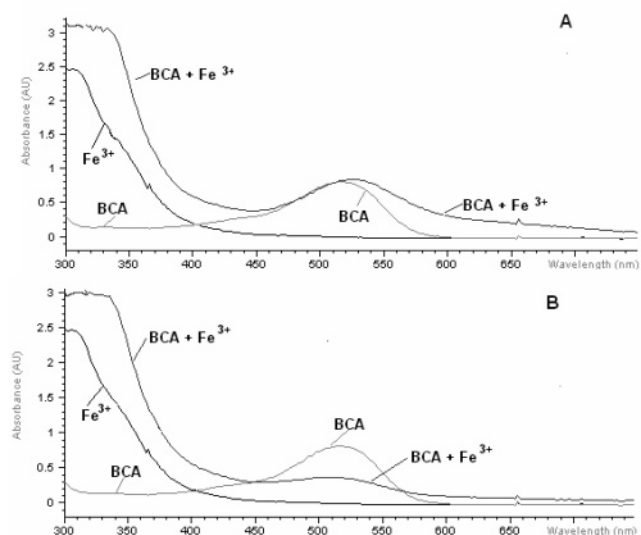 A
3
2.5
2
1.5
1
0.5
0
Absorbance (AU)
BCA + Fe 3+
Fe3+
BCA
BCA
BCA + Fe 3+
300 350 400 450 500 550 600 650
Wavelength (nm)
B
3
2.5
2
1.5
1
0.5
0
Absorbance (AU)
BCA + Fe 3+
Fe3+
BCA
BCA
BCA + Fe 3+
300 350 400 450 500 550 600 650
Wavelength (nm)